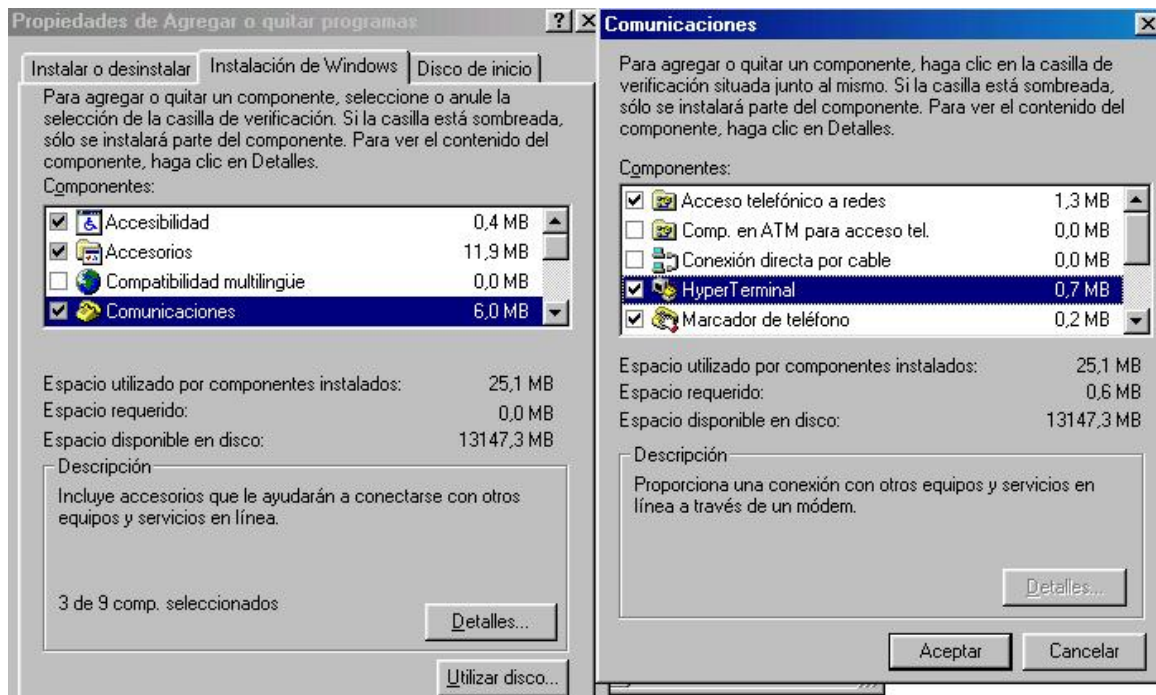 Propiedades de Agregar o quitar programas
Instalar o desinstalar
Instalación de Windows
Disco de inicio
Para agregar o quitar un componente, seleccione o anule la
selección de la casilla de verificación. Si la casilla está sombreada,
sólo se instalará parte del componente. Para ver el contenido del
componente, haga clic en Detalles.
Componentes:
Accesibilidad 0,4 MB
Accesorios 11,9 MB
Compatibilidad multilingüe 0,0 MB
Comunicaciones 6,0 MB
Espacio utilizado por componentes instalados: 25,1 MB
Espacio requerido: 0,0 MB
Espacio disponible en disco: 13147,3 MB
Descripción
Incluye accesorios que le ayudarán a conectarse con otros
equipos y servicios en línea.
3 de 9 comp. seleccionados
Detalles...
Utilizar disco...
Comunicaciones
Para agregar o quitar un componente, haga clic en la casilla de
verificación situada junto al mismo. Si la casilla está sombreada,
sólo se instalará parte del componente. Para ver el contenido del
componente, haga clic en Detalles.
Componentes:
Acceso telefónico a redes 1,3 MB
Comp. en ATM para acceso tel. 0,0 MB
Conexión directa por cable 0,0 MB
HyperTerminal 0,7 MB
Marcador de teléfono 0,2 MB
Espacio utilizado por componentes instalados: 25,1 MB
Espacio requerido: 0,6 MB
Espacio disponible en disco: 13147,3 MB
Descripción
Proporciona una conexión con otros equipos y servicios en
línea a través de un módem.
Detalles...
Aceptar
Cancelar